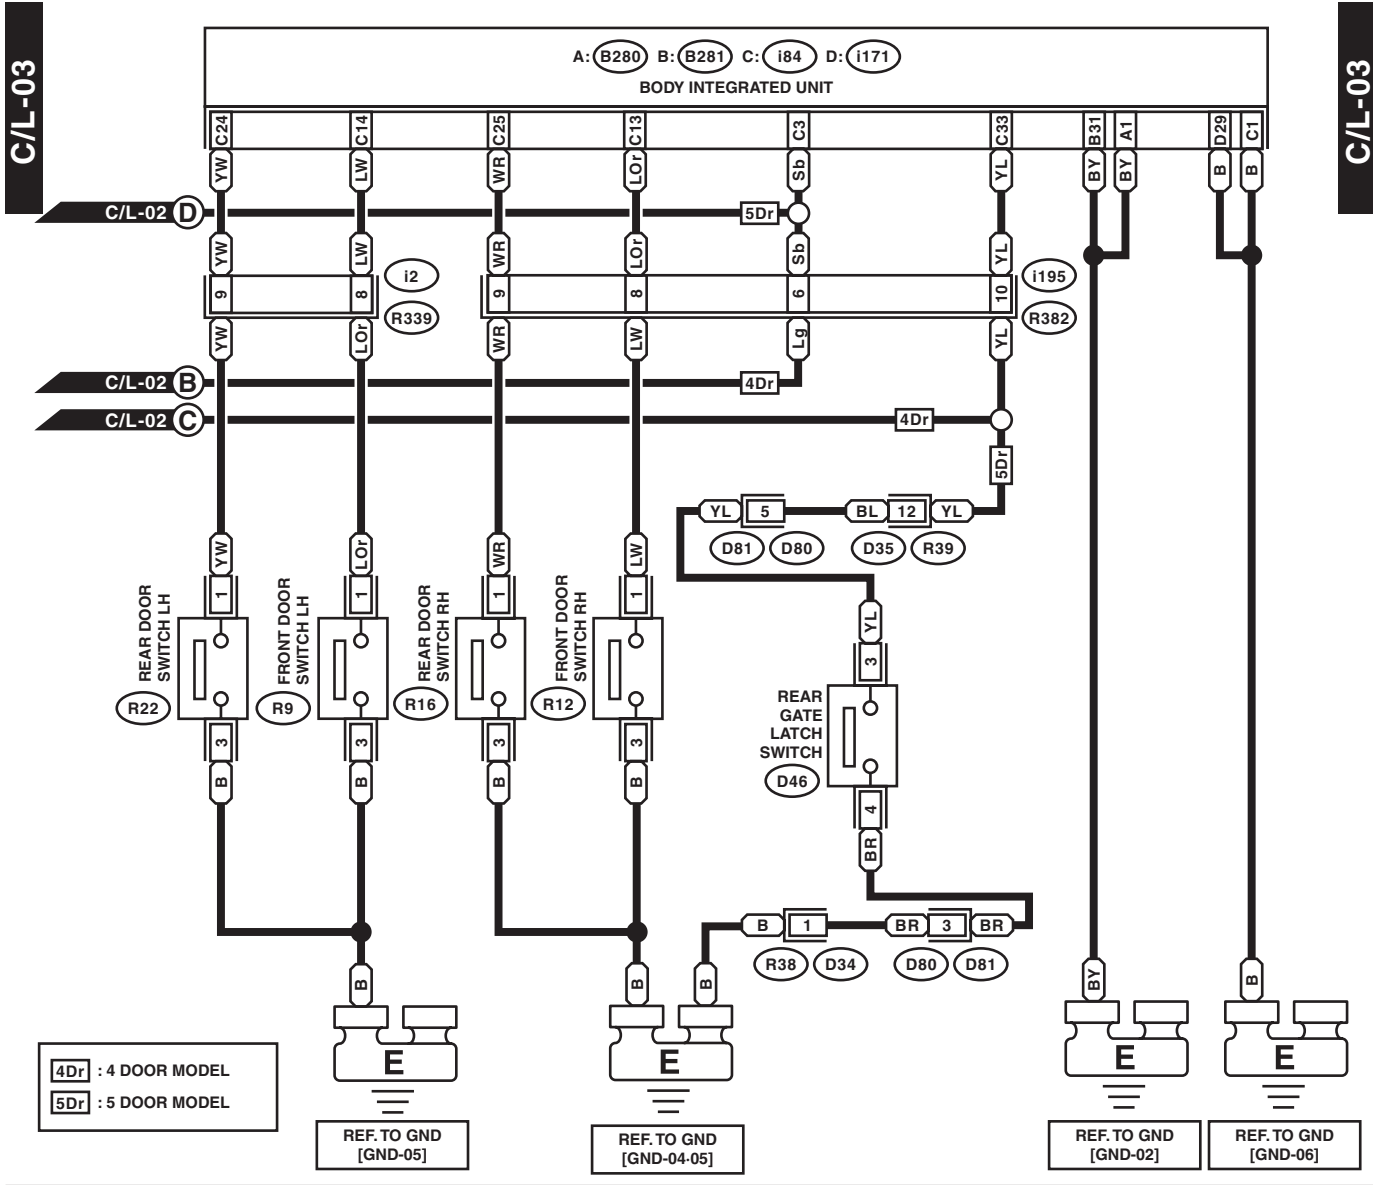 C/L-03
C/L-03
A: B280 B: B281 C: i84 D: i171
BODY INTEGRATED UNIT
C24 C14 C25 C13 C3 C33 B31 A1 D29 C1
YW LW WR LOr Sb YL BY BY B B
C/L-02 D 5Dr
YW LW WR LOr Sb YL
i2 i195
9 8 9 8 6 10
R339 R382
YW LOr WR LW Lg YL
C/L-02 B 4Dr
C/L-02 C 4Dr
5Dr
YL 5 BL 12 YL
D81 D80 D35 R39
YW LOr WR LW
1 1 1 1
YL
3
REAR DOOR
SWITCH LH
R22
FRONT DOOR
SWITCH LH
R9
REAR DOOR
SWITCH RH
R16
FRONT DOOR
SWITCH RH
R12
REAR
GATE
LATCH
SWITCH
D46
3 3 3 3
B B B B
4
BR
B 1 BR 3 BR
R38 D34 D80 D81
B B B BY B
E E E E
4Dr : 4 DOOR MODEL
5Dr : 5 DOOR MODEL
REF. TO GND
[GND-05]
REF. TO GND
[GND-04·05]
REF. TO GND
[GND-02]
REF. TO GND
[GND-06]